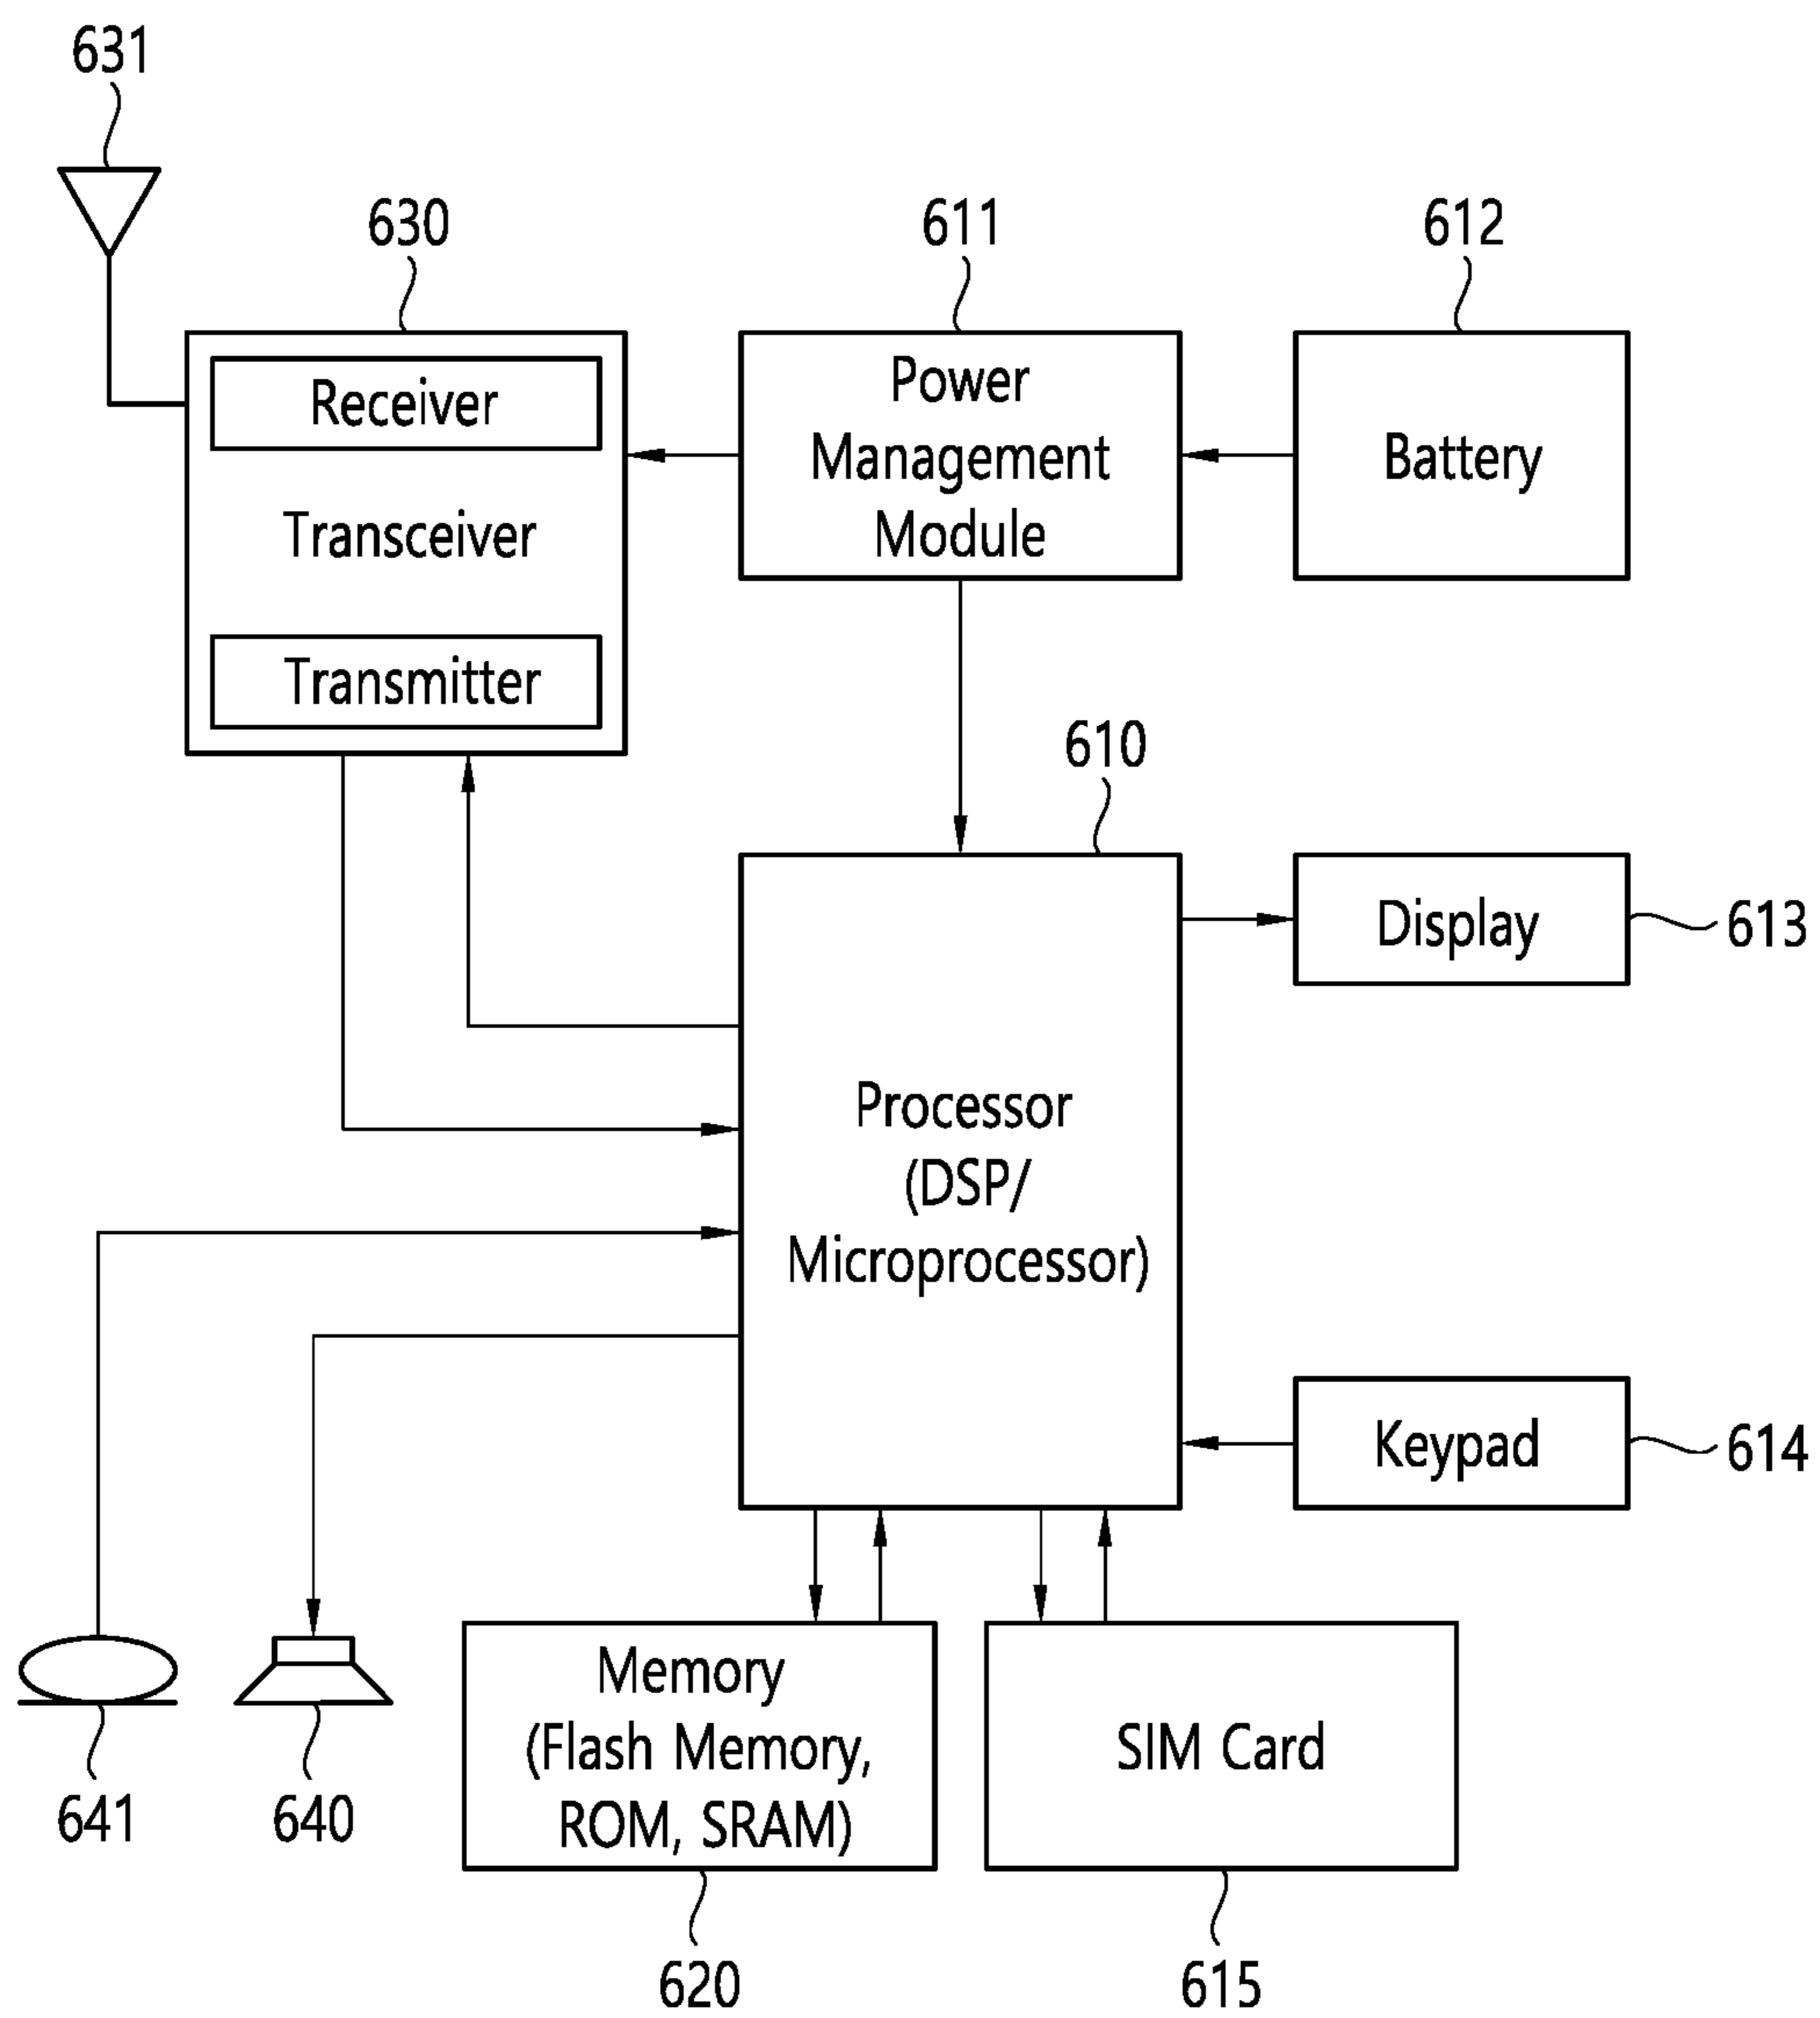 631
630
611
612
Receiver
Transceiver
Transmitter
Power
Management
Module
Battery
610
Display
613
Processor
(DSP/
Microprocessor)
Keypad
614
Memory
(Flash Memory,
ROM, SRAM)
SIM Card
641
640
620
615